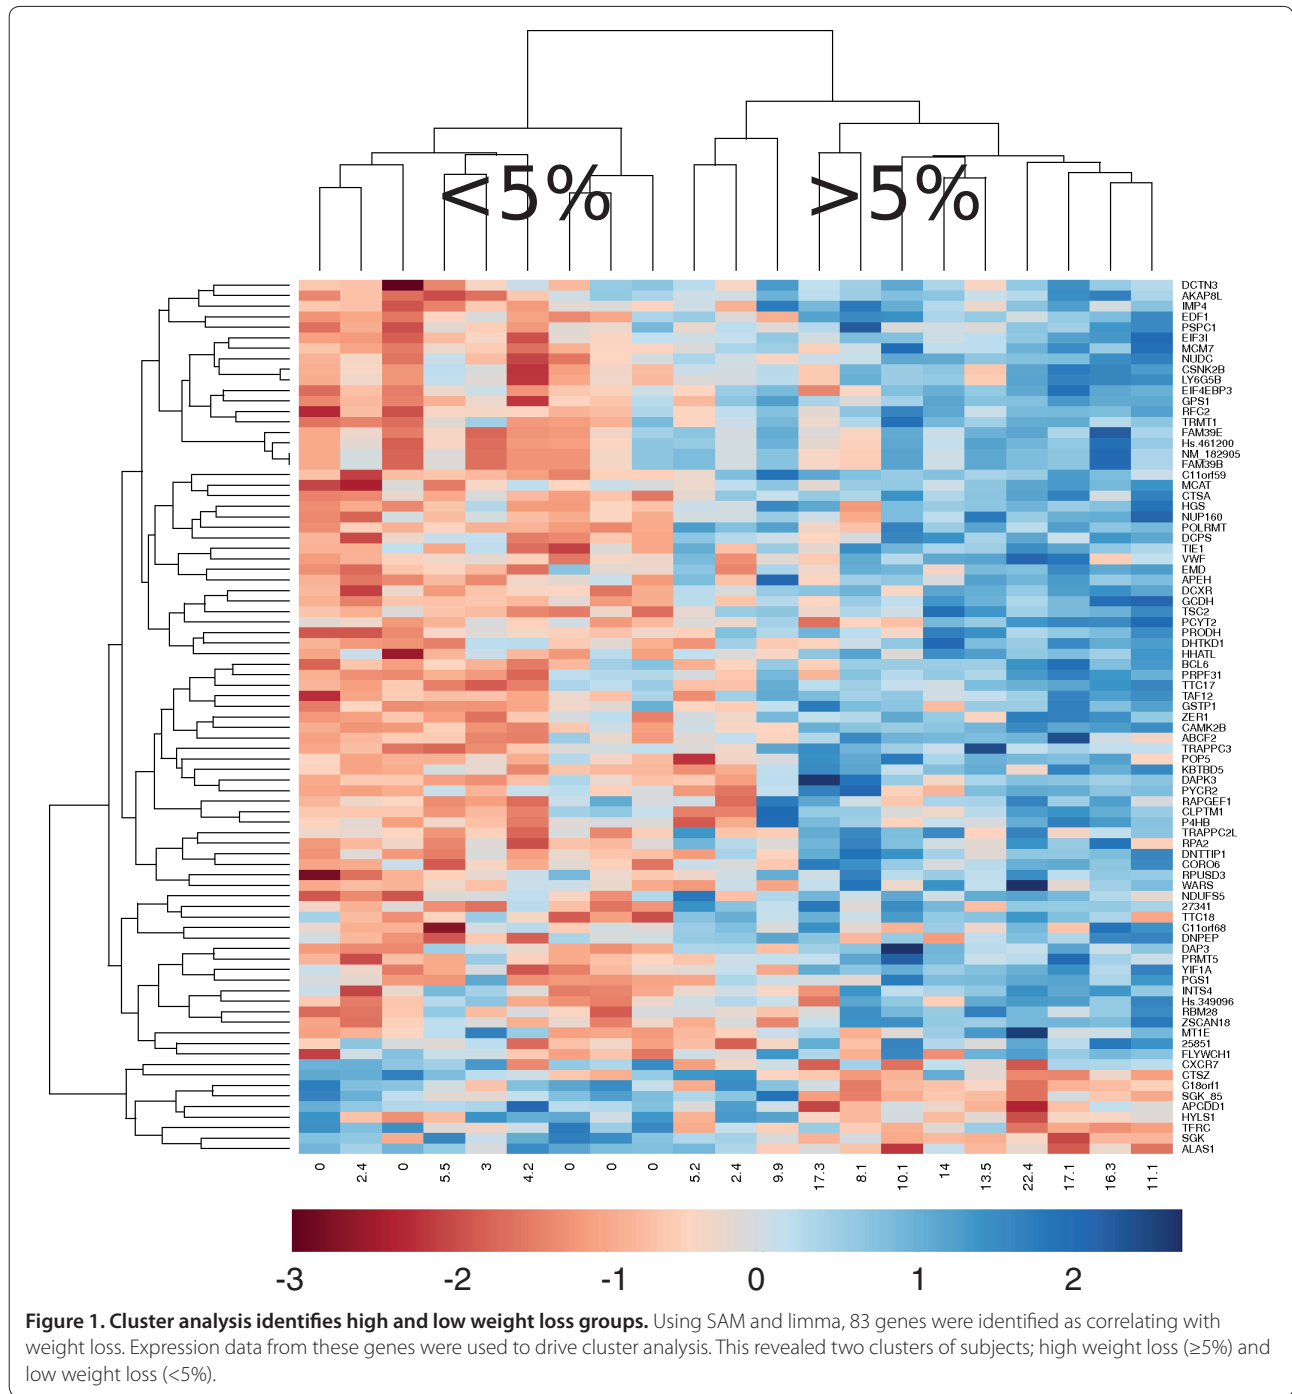 <5% >5%
DCTN3
AKAP8L
IMP4
EDF1
PSPC1
EIF3I
MCM7
NUDC
CSNK2B
LY6G5B
EIF4EBP3
GPS1
RFC2
TRMT1
FAM39E
Hs.461200
NM_182905
FAM39B
C11orf59
MCAT
CTSA
HGS
NUP160
POLRMT
DCPS
TIE1
VWF
EMD
APEH
DCXR
GCDH
TSC2
PCYT2
PRODH
DHTKD1
HHATL
BCL6
PRPF31
TTC17
TAF12
GSTP1
ZER1
CAMK2B
ABCF2
TRAPPC3
POP5
KBTBD5
DAPK3
PYCR2
RAPGEF1
CLPTM1
P4HB
TRAPPC2L
RPA2
DNTTIP1
CORO6
RPUSD3
WARS
NDUFS5
27341
TTC18
C11orf68
DNPEP
DAP3
PRMT5
YIF1A
PGS1
INTS4
Hs.349096
RBM28
ZSCAN18
MT1E
25851
FLYWCH1
CXCR7
CTSZ
C18orf1
SGK_85
APCDD1
HYLS1
TFRC
SGK
ALAS1
0 2.4 0 5.5 3 4.2 0 0 0 5.2 2.4 9.9 17.3 8.1 10.1 14 13.5 22.4 17.1 16.3 11.1
-3 -2 -1 0 1 2
Figure 1. Cluster analysis identifies high and low weight loss groups. Using SAM and limma, 83 genes were identified as correlating with
weight loss. Expression data from these genes were used to drive cluster analysis. This revealed two clusters of subjects; high weight loss (≥5%) and
low weight loss (<5%).